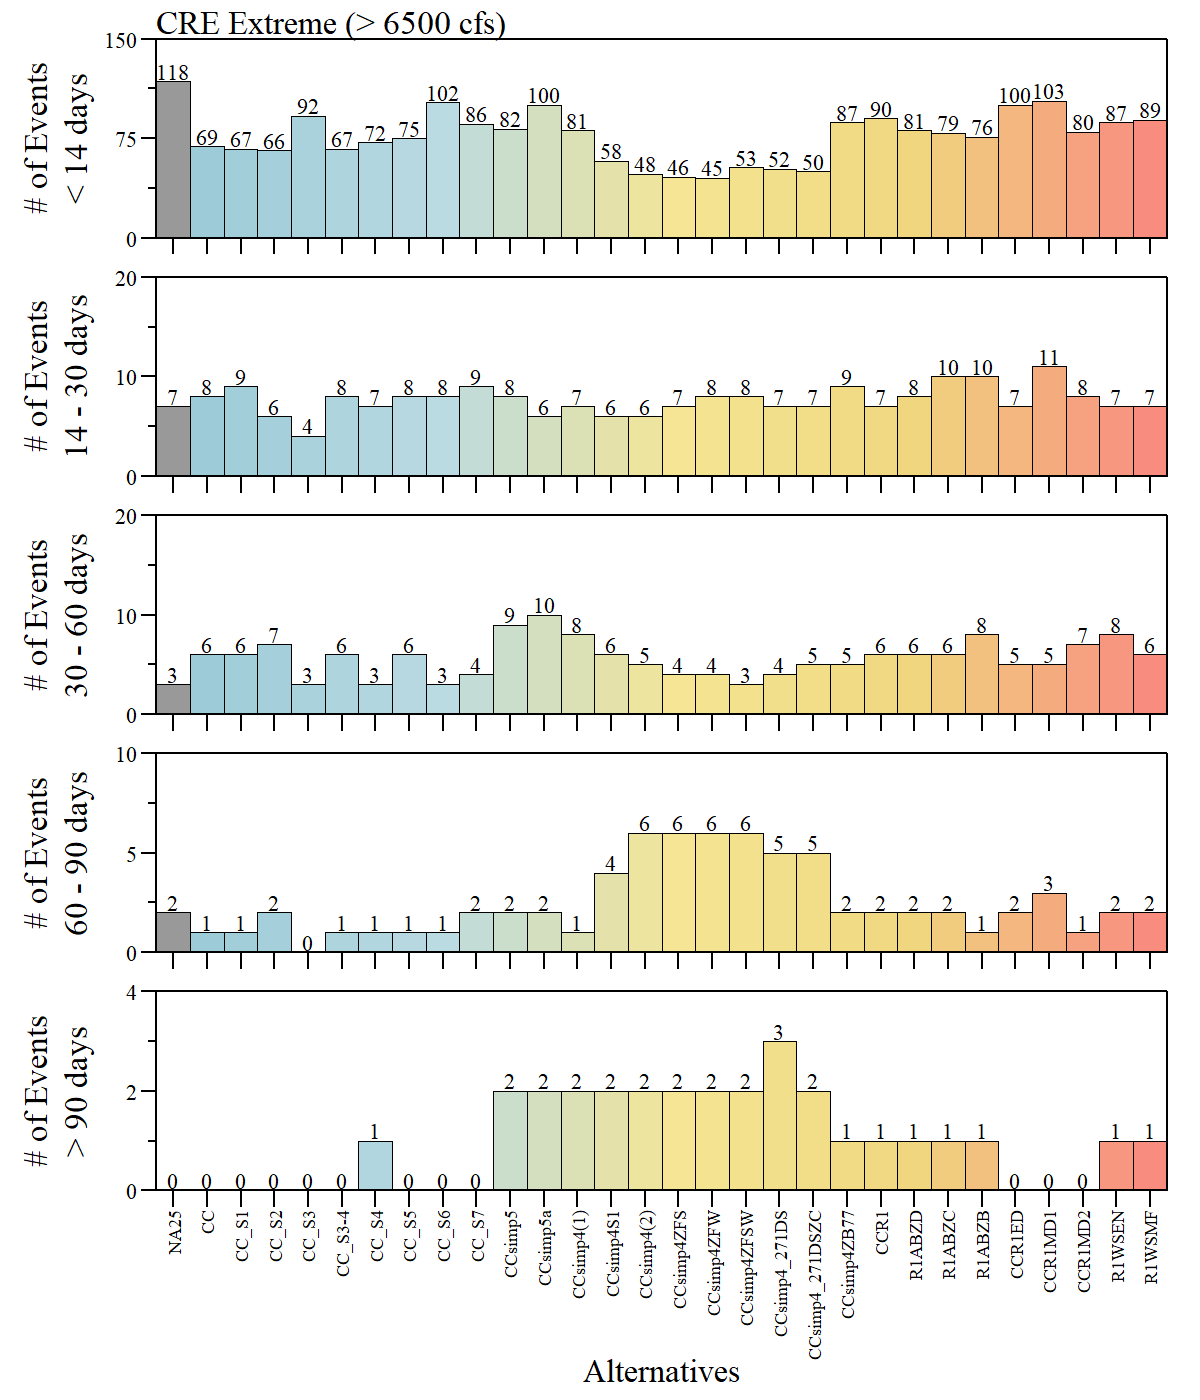 CRE Extreme (> 6500 cfs)
# of Events
< 14 days
150
75
0
118 69 67 66 92 67 72 75 102 86 82 100 81 58 48 46 45 53 52 50 87 90 81 79 76 100 103 80 87 89
# of Events
14 - 30 days
20
10
0
7 8 9 6 4 8 7 8 8 9 8 6 7 6 6 7 8 8 7 7 9 7 8 10 10 7 11 8 7 7
# of Events
30 - 60 days
20
10
0
3 6 6 7 3 6 3 6 3 4 9 10 8 6 5 4 4 3 4 5 5 6 6 6 8 5 5 7 8 6
# of Events
60 - 90 days
10
5
0
2 1 1 2 0 1 1 1 1 2 2 2 1 4 6 6 6 6 5 5 2 2 2 2 1 2 3 1 2 2
# of Events
> 90 days
4
2
0
0 0 0 0 0 0 1 0 0 0 2 2 2 2 2 2 2 2 3 2 1 1 1 1 1 0 0 0 1 1
NA25
CC
CC_S1
CC_S2
CC_S3
CC_S3-4
CC_S4
CC_S5
CC_S6
CC_S7
CCsimp5
CCsimp5a
CCsimp4(1)
CCsimp4S1
CCsimp4(2)
CCsimp4ZFS
CCsimp4ZFW
CCsimp4ZFSW
CCsimp4_271DS
CCsimp4_271DSZC
CCsimp4ZB77
CCR1
R1ABZD
R1ABZC
R1ABZB
CCR1ED
CCR1MD1
CCR1MD2
R1WSEN
R1WSMF
Alternatives